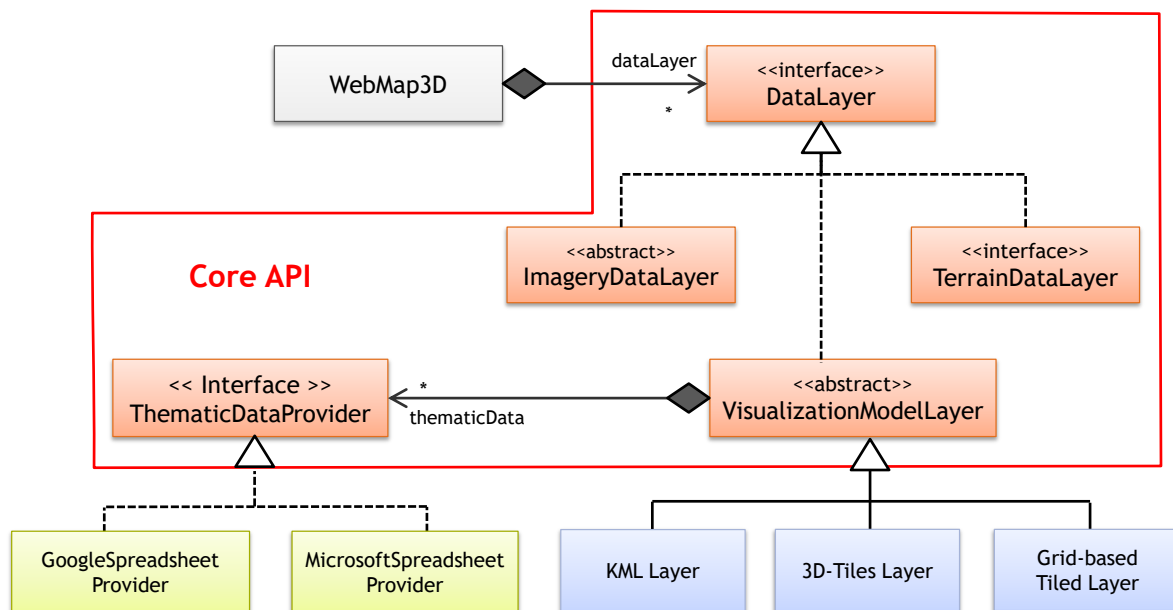 WebMap3D
dataLayer
*
<<interface>>
DataLayer
<<abstract>>
ImageryDataLayer
<<interface>>
TerrainDataLayer
Core API
<< Interface >>
ThematicDataProvider
*
thematicData
<<abstract>>
VisualizationModelLayer
GoogleSpreadsheet
Provider
MicrosoftSpreadsheet
Provider
KML Layer
3D-Tiles Layer
Grid-based
Tiled Layer